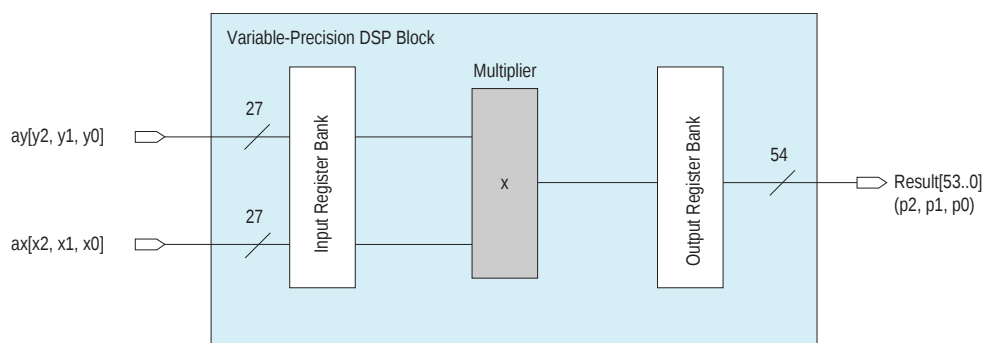 Variable-Precision DSP Block
Multiplier
27
ay[y2, y1, y0]
Input Register Bank
x
Output Register Bank
54
Result[53..0]
(p2, p1, p0)
27
ax[x2, x1, x0]